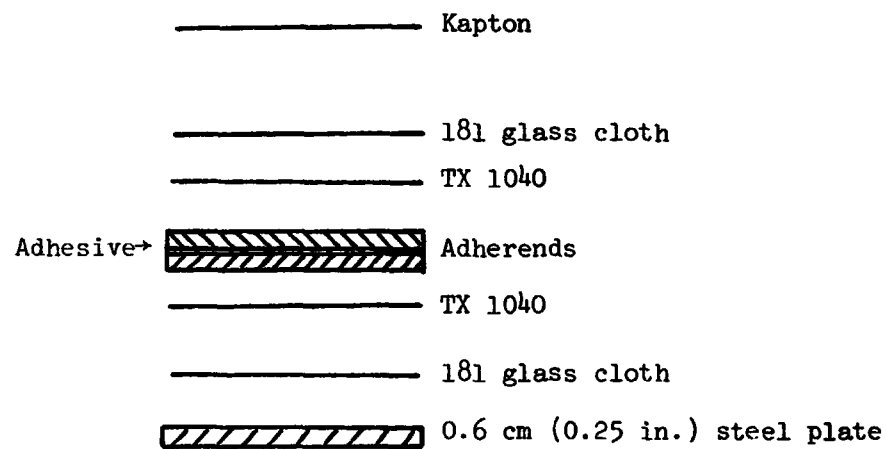 Kapton
181 glass cloth
TX 1040
Adhesive→
Adherends
TX 1040
181 glass cloth
0.6 cm (0.25 in.) steel plate